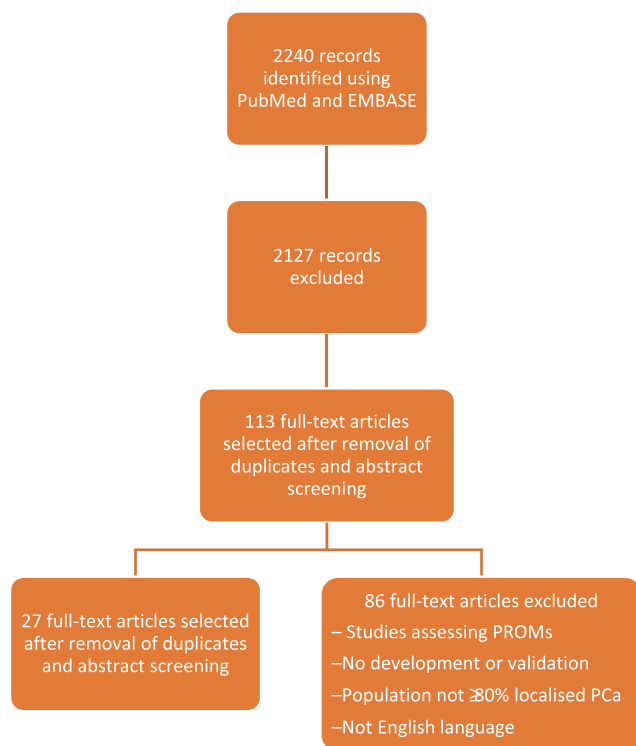 2240 records
identified using
PubMed and EMBASE
2127 records
excluded
113 full-text articles
selected after removal of
duplicates and abstract
screening
27 full-text articles selected
after removal of duplicates
and abstract screening
86 full-text articles excluded
– Studies assessing PROMs
–No development or validation
–Population not ≥80% localised PCa
–Not English language